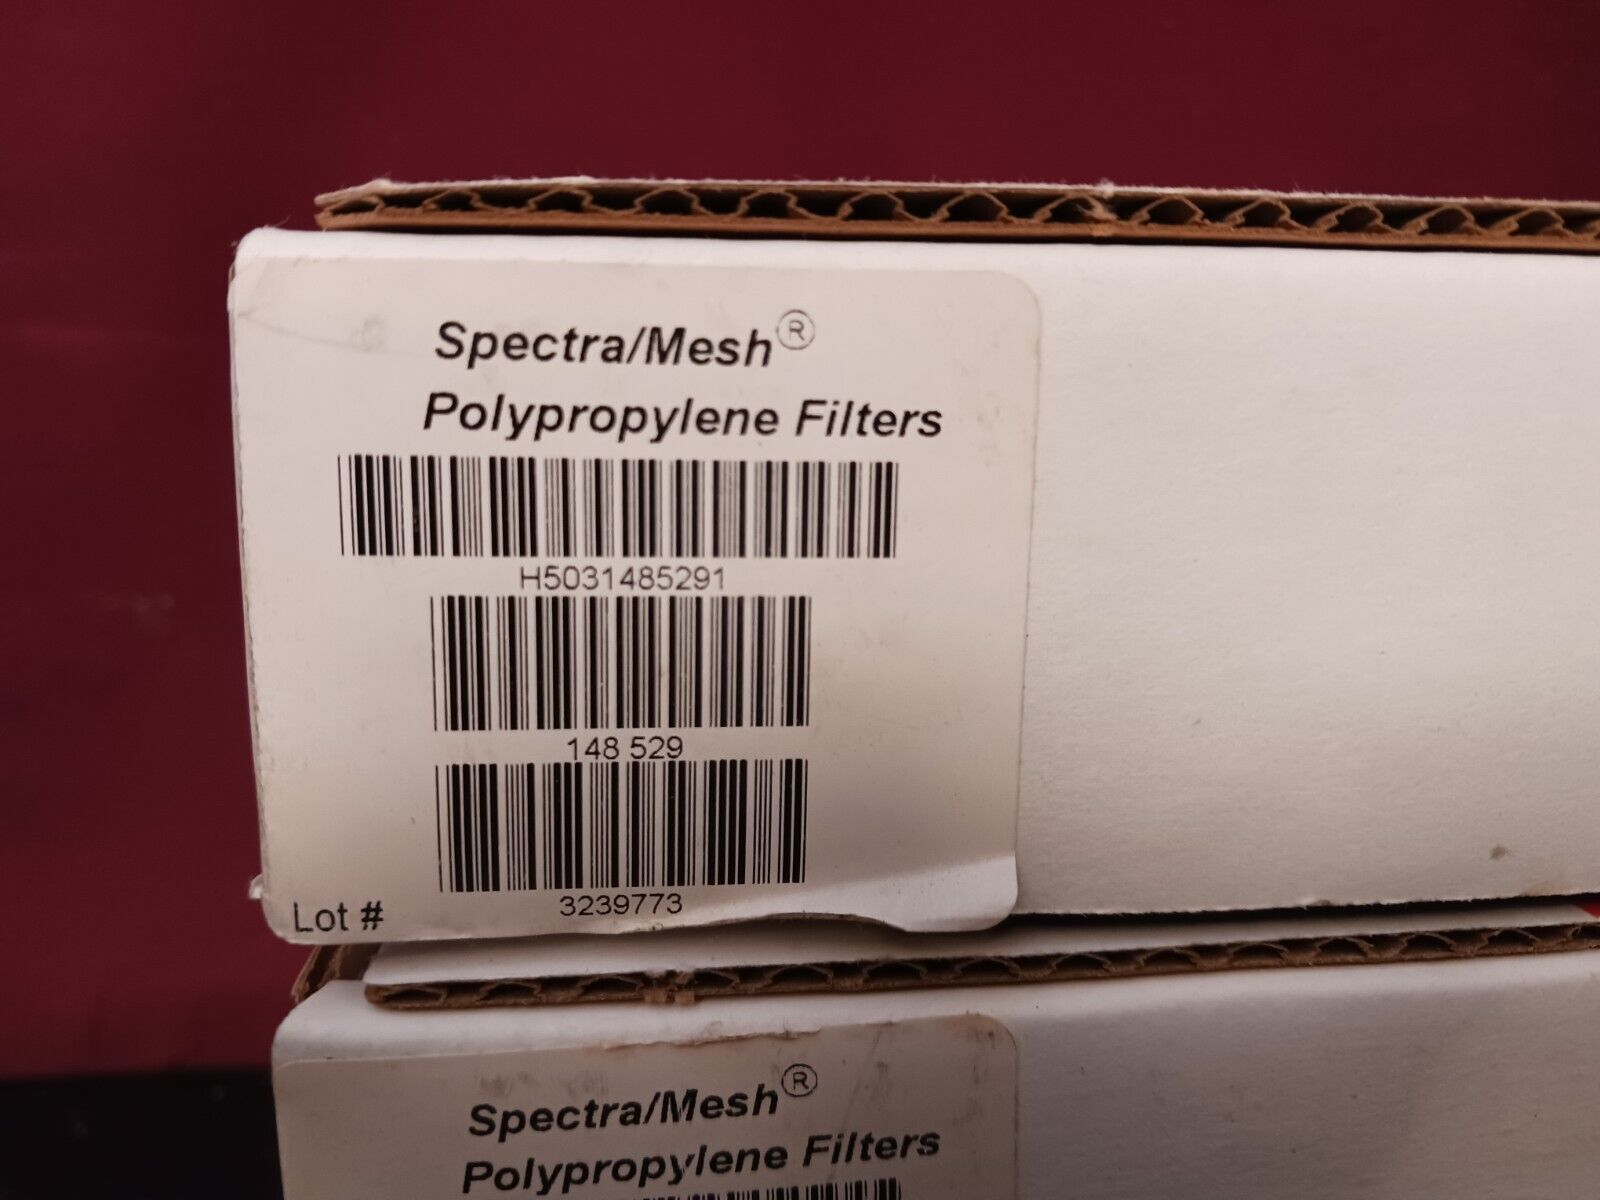 Spectra/Mesh®
Polypropylene Filters
H5031485291
148 529
3239773
Lot #
Spectra/Mesh®
Polypropylene Filters